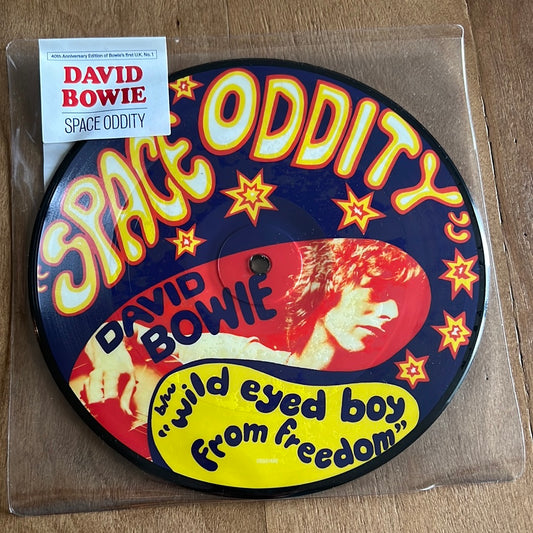 40th Anniversary Edition of Bowie's first U.K. No. 1
DAVID
BOWIE
SPACE ODDITY
"SPACE ODDITY"
DAVID
BOWIE
b/w
"wild eyed boy
from freedom"